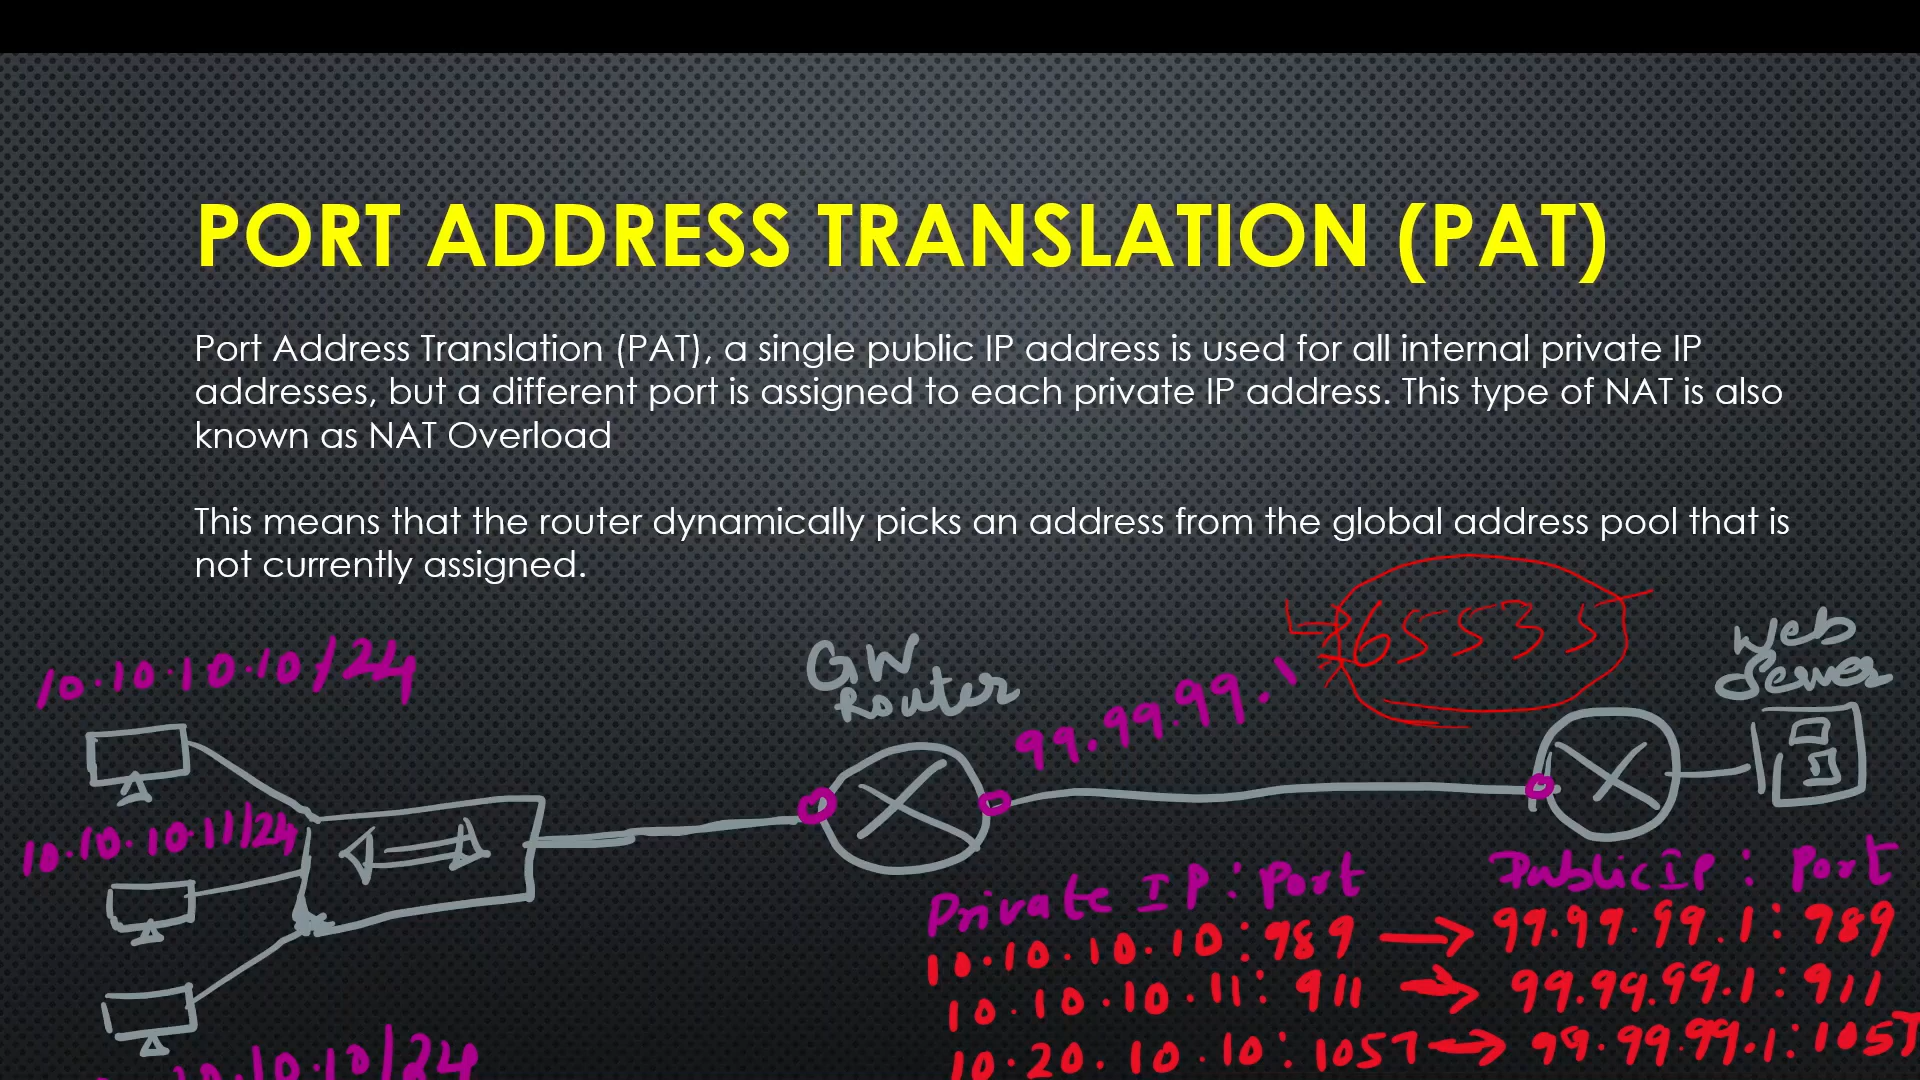 PORT ADDRESS TRANSLATION (PAT)
Port Address Translation (PAT), a single public IP address is used for all internal private IP
addresses, but a different port is assigned to each private IP address. This type of NAT is also
known as NAT Overload
This means that the router dynamically picks an address from the global address pool that is
not currently assigned.
65535
10.10.10.10/24
GW
Router
99.99.99.1
Web
Server
10.10.10.11/24
Private IP: Port
Public IP: Port
10.10.10.10:989 → 99.99.99.1:989
10.10.10.11:911 → 99.99.99.1:911
10.20.10.10:1057 → 99.99.99.1:1057
.10.10/24